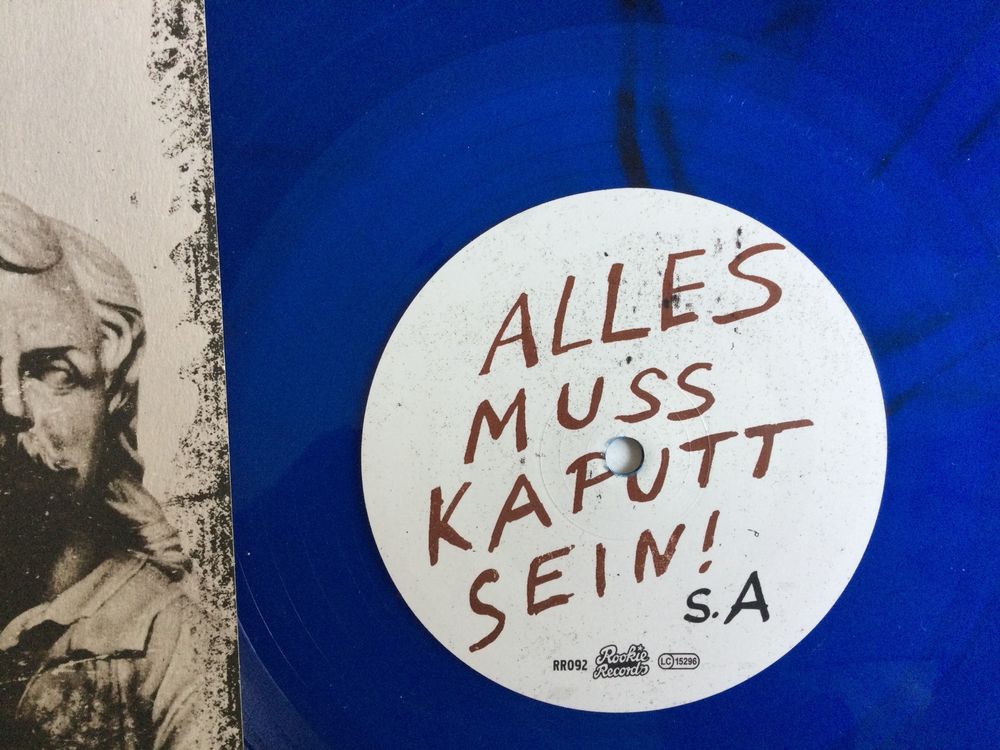 ALLES
MUSS
KAPUTT
SEIN!
S.A
RR092 Rookie Records LC 15296